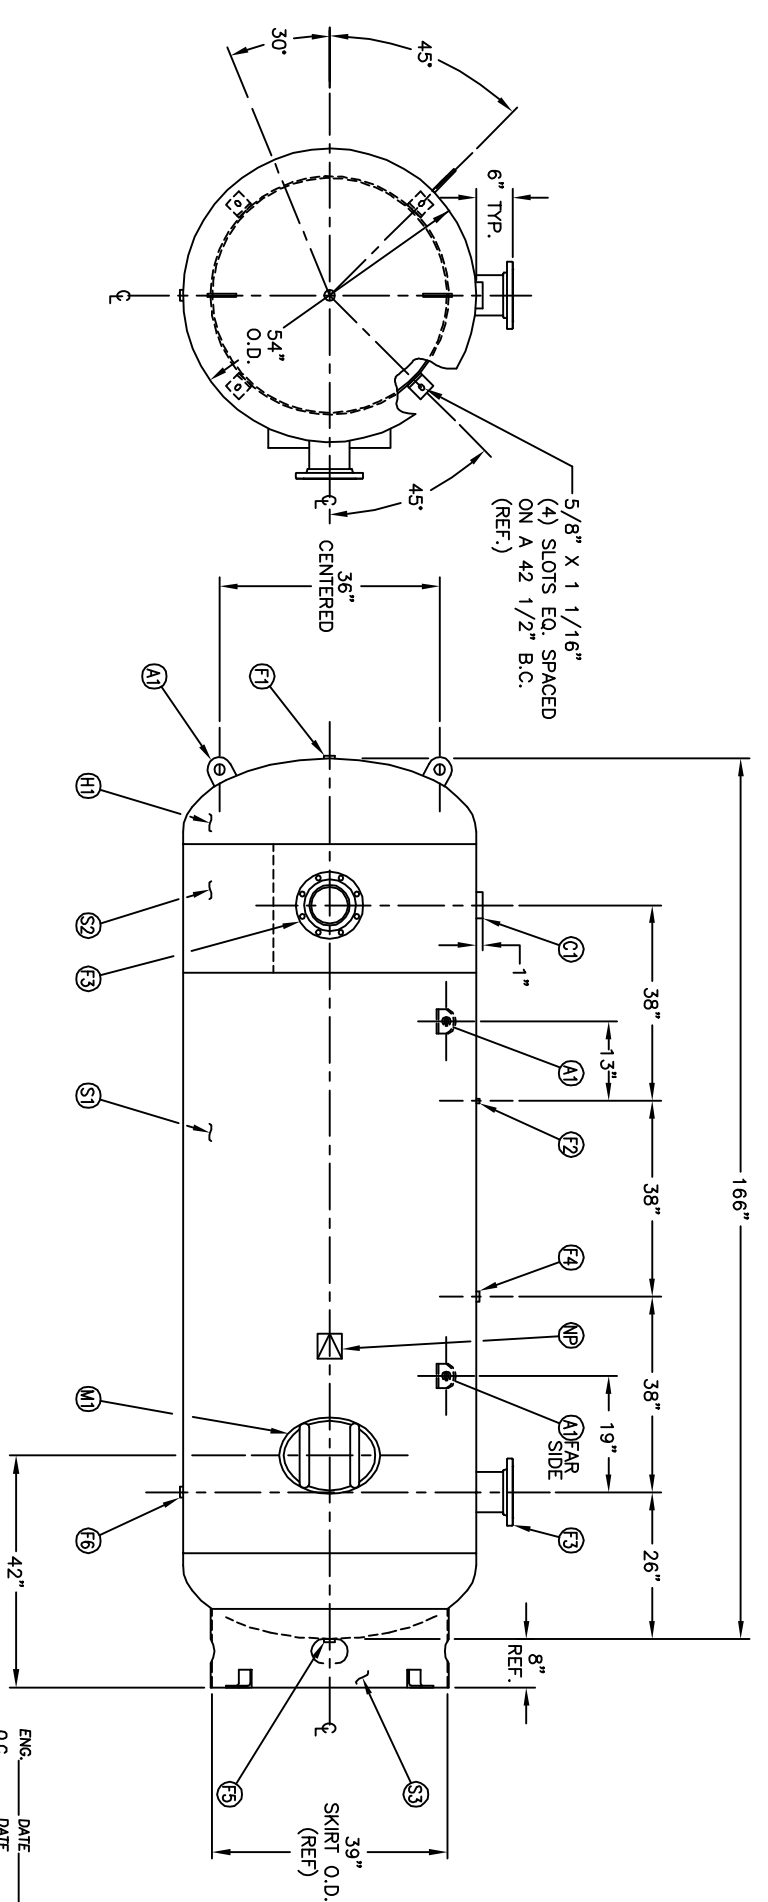 30°
45°
6" TYP.
54"
O.D.
45°
℄
℄
5/8" X 1 1/16"
(4) SLOTS EQ. SPACED
ON A 42 1/2" B.C.
(REF.)
36"
CENTERED
A1
F1
H1
S2
F3
S1
C1
1"
A1
13"
F2
38"
38"
38"
166"
F4
NP
A1
FAR
SIDE
19"
M1
F6
F3
26"
42"
8"
REF.
℄
F5
S3
39"
SKIRT O.D.
(REF)
ENG. DATE
Q.C. DATE